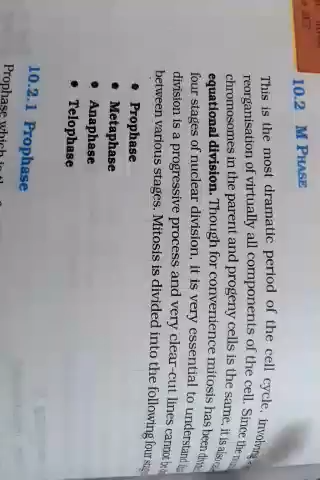 10.2 M PHASE
This is the most dramatic period of the cell cycle, involving
reorganisation of virtually all components of the cell. Since the
chromosomes in the parent and progeny cells is the same, it is also
equational division. Though for convenience mitosis has been
four stages of nuclear division, it is very essential to understand
division is a progressive process and very clear-cut lines cannot be
between various stages. Mitosis is divided into the following four
• Prophase
• Metaphase
• Anaphase
• Telophase
10.2.1 Prophase
Prophase which is